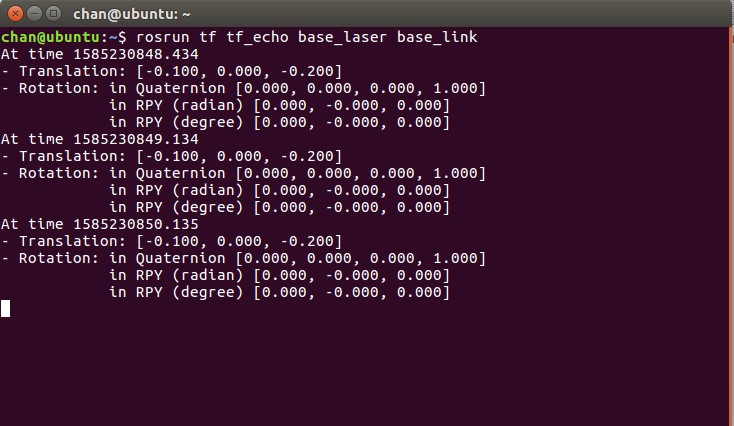 chan@ubuntu: ~
chan@ubuntu:~$ rosrun tf tf_echo base_laser base_link
At time 1585230848.434
- Translation: [-0.100, 0.000, -0.200]
- Rotation: in Quaternion [0.000, 0.000, 0.000, 1.000]
            in RPY (radian) [0.000, -0.000, 0.000]
            in RPY (degree) [0.000, -0.000, 0.000]
At time 1585230849.134
- Translation: [-0.100, 0.000, -0.200]
- Rotation: in Quaternion [0.000, 0.000, 0.000, 1.000]
            in RPY (radian) [0.000, -0.000, 0.000]
            in RPY (degree) [0.000, -0.000, 0.000]
At time 1585230850.135
- Translation: [-0.100, 0.000, -0.200]
- Rotation: in Quaternion [0.000, 0.000, 0.000, 1.000]
            in RPY (radian) [0.000, -0.000, 0.000]
            in RPY (degree) [0.000, -0.000, 0.000]